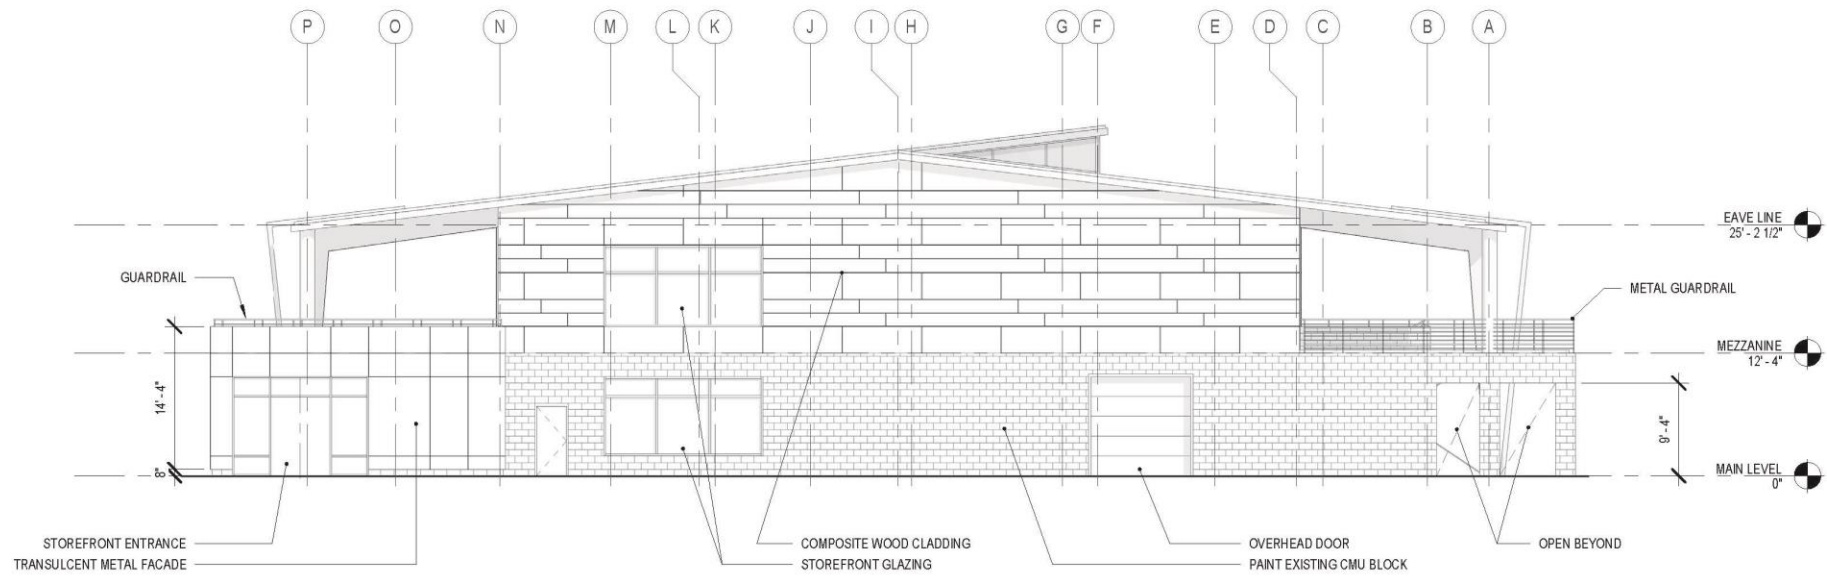 P O N M L K J I H G F E D C B A
EAVE LINE
25' - 2 1/2"
GUARDRAIL
METAL GUARDRAIL
MEZZANINE
12' - 4"
14' - 4"
9' - 4"
8"
MAIN LEVEL
0"
STOREFRONT ENTRANCE
TRANSULCENT METAL FACADE
COMPOSITE WOOD CLADDING
STOREFRONT GLAZING
OVERHEAD DOOR
PAINT EXISTING CMU BLOCK
OPEN BEYOND